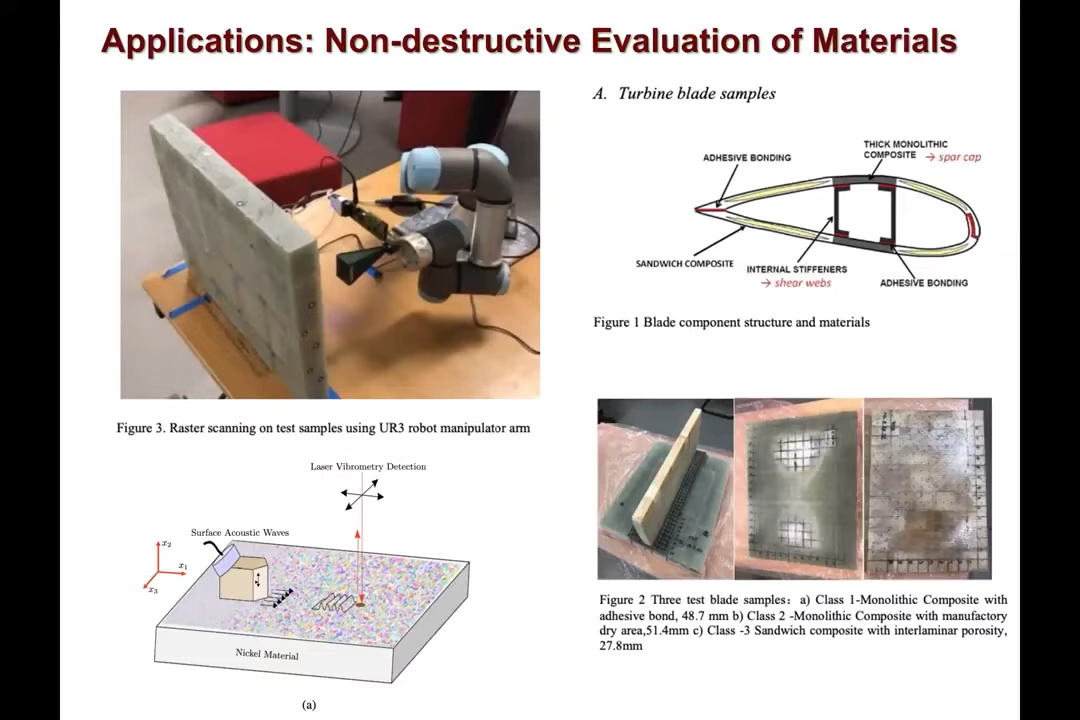 Applications: Non-destructive Evaluation of Materials
Figure 3. Raster scanning on test samples using UR3 robot manipulator arm
Laser Vibrometry Detection
Surface Acoustic Waves
x₂
x₁
x₃
Nickel Material
(a)
A. Turbine blade samples
ADHESIVE BONDING
THICK MONOLITHIC
COMPOSITE → spar cap
SANDWICH COMPOSITE
INTERNAL STIFFENERS
→ shear webs
ADHESIVE BONDING
Figure 1 Blade component structure and materials
Figure 2 Three test blade samples: a) Class 1-Monolithic Composite with
adhesive bond, 48.7 mm b) Class 2 -Monolithic Composite with manufactory
dry area,51.4mm c) Class -3 Sandwich composite with interlaminar porosity,
27.8mm